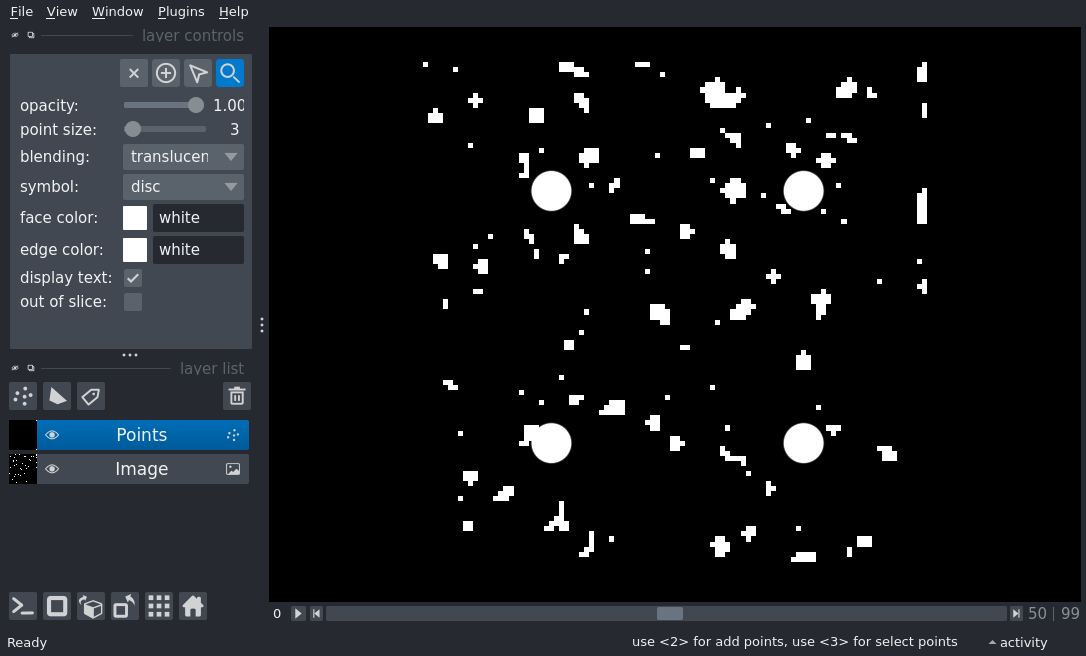 File View Window Plugins Help
layer controls
opacity: 1.00
point size: 3
blending: translucen
symbol: disc
face color: white
edge color: white
display text:
out of slice:
layer list
Points
Image
0 50 | 99
Ready use <2> for add points, use <3> for select points activity